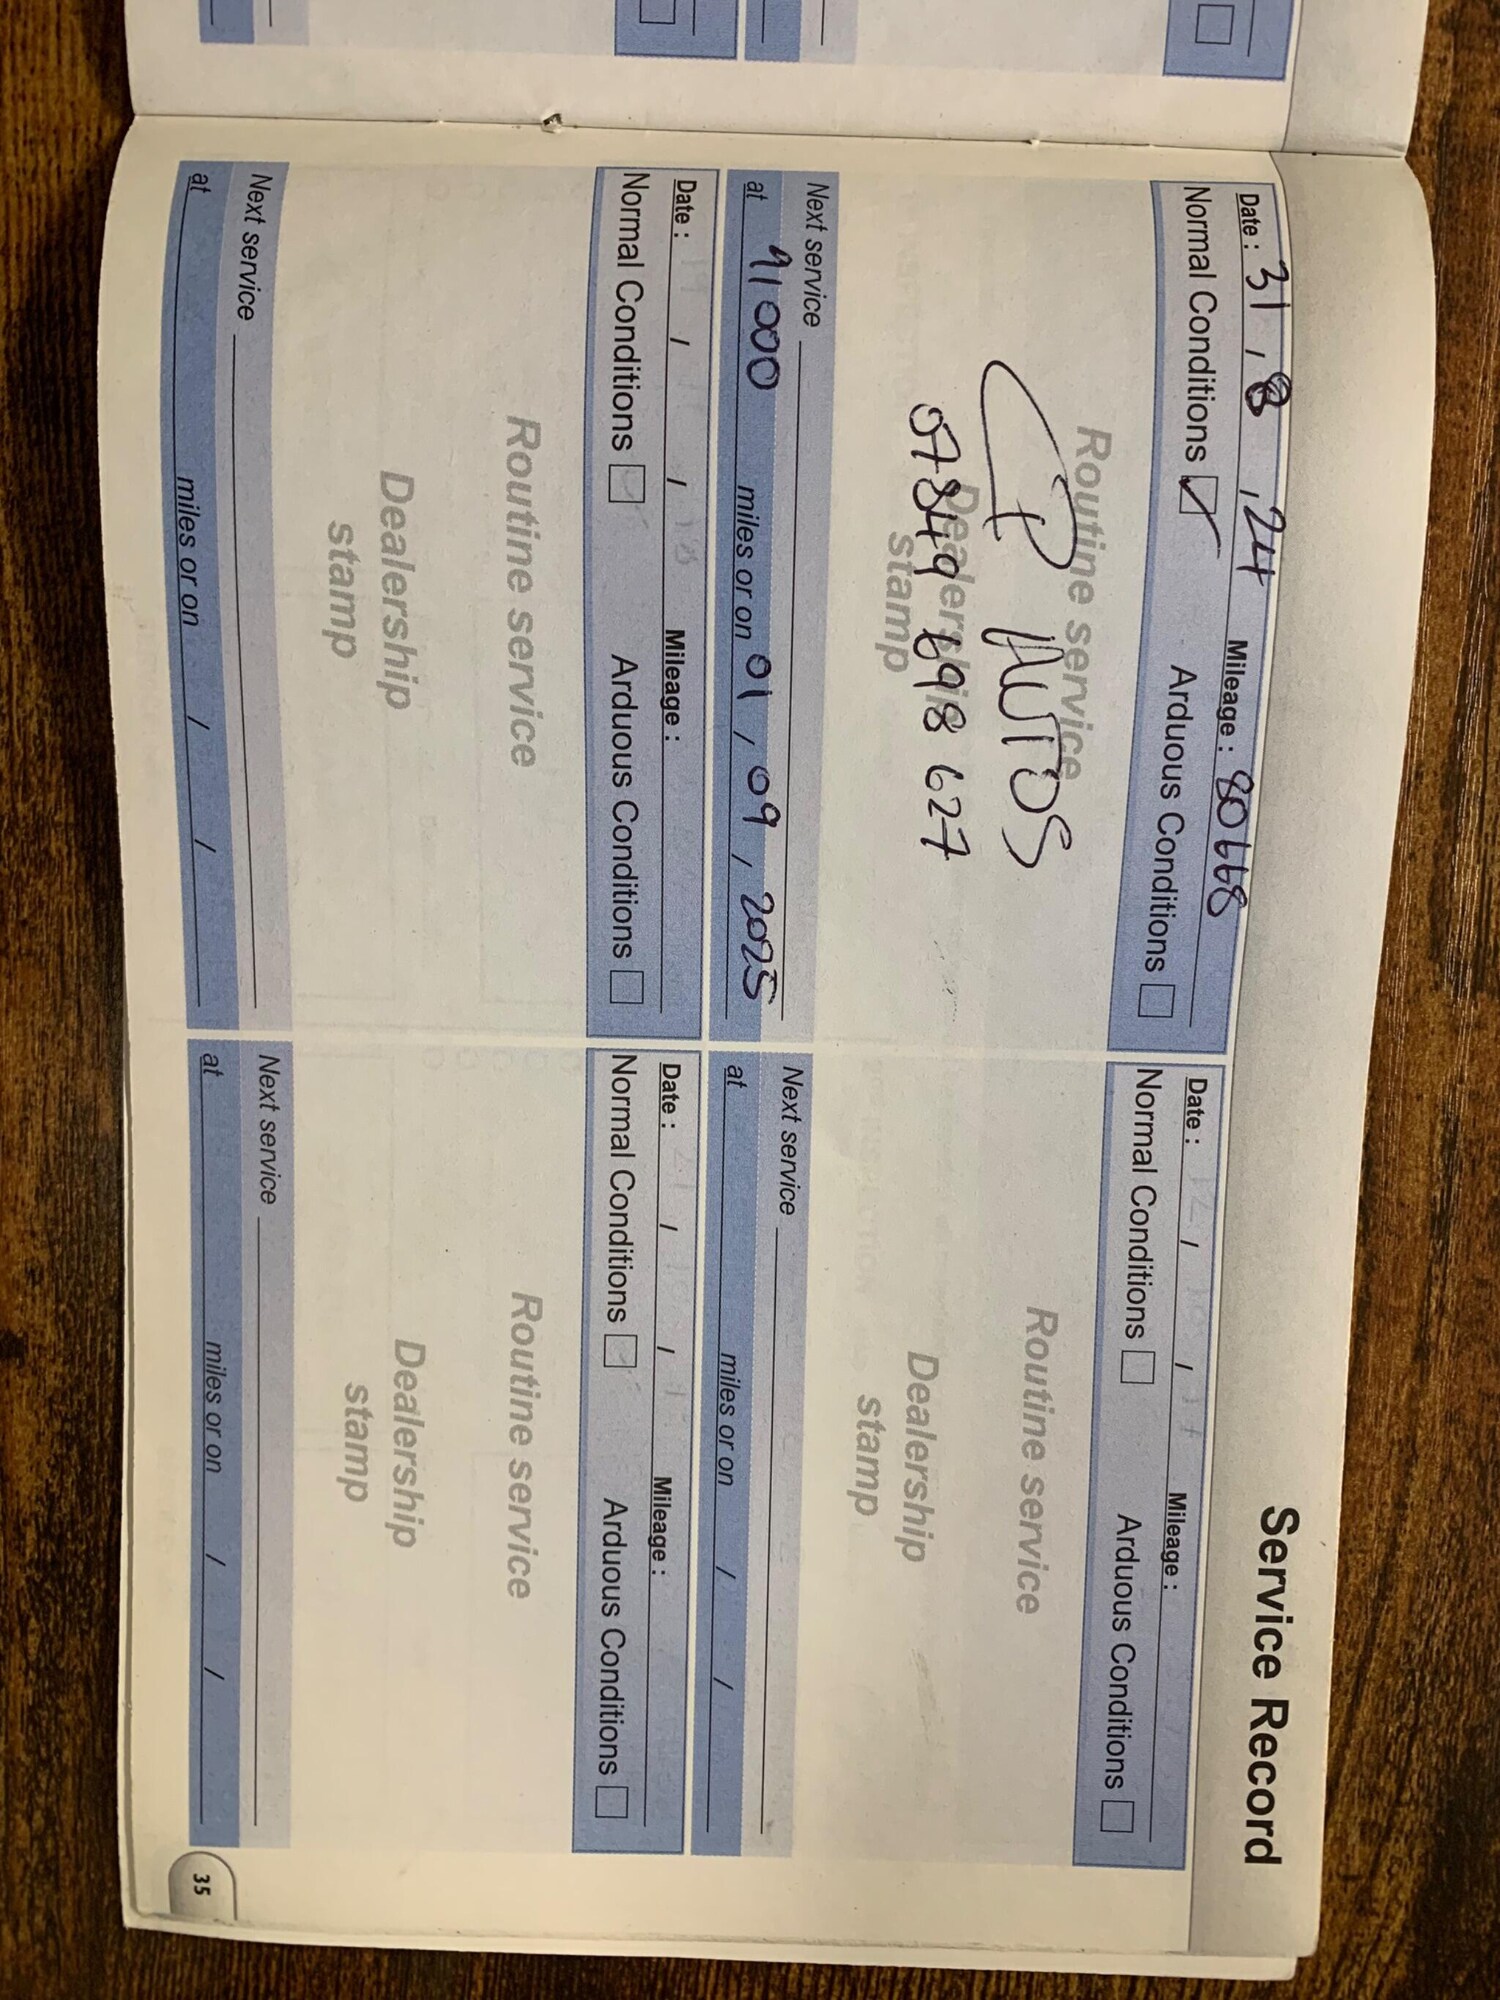 Service Record
Date : 31 / 8 / 24 Mileage : 80668
Normal Conditions Arduous Conditions
Routine service
Dealership
stamp
CP AUTOS
07849 698 627
Next service
at 91000 miles or on 01 / 09 / 2025
Date : / / Mileage :
Normal Conditions Arduous Conditions
Routine service
Dealership
stamp
Next service
at miles or on / /
Date : / / Mileage :
Normal Conditions Arduous Conditions
Routine service
Dealership
stamp
Next service
at miles or on / /
Date : / / Mileage :
Normal Conditions Arduous Conditions
Routine service
Dealership
stamp
Next service
at miles or on / /
35